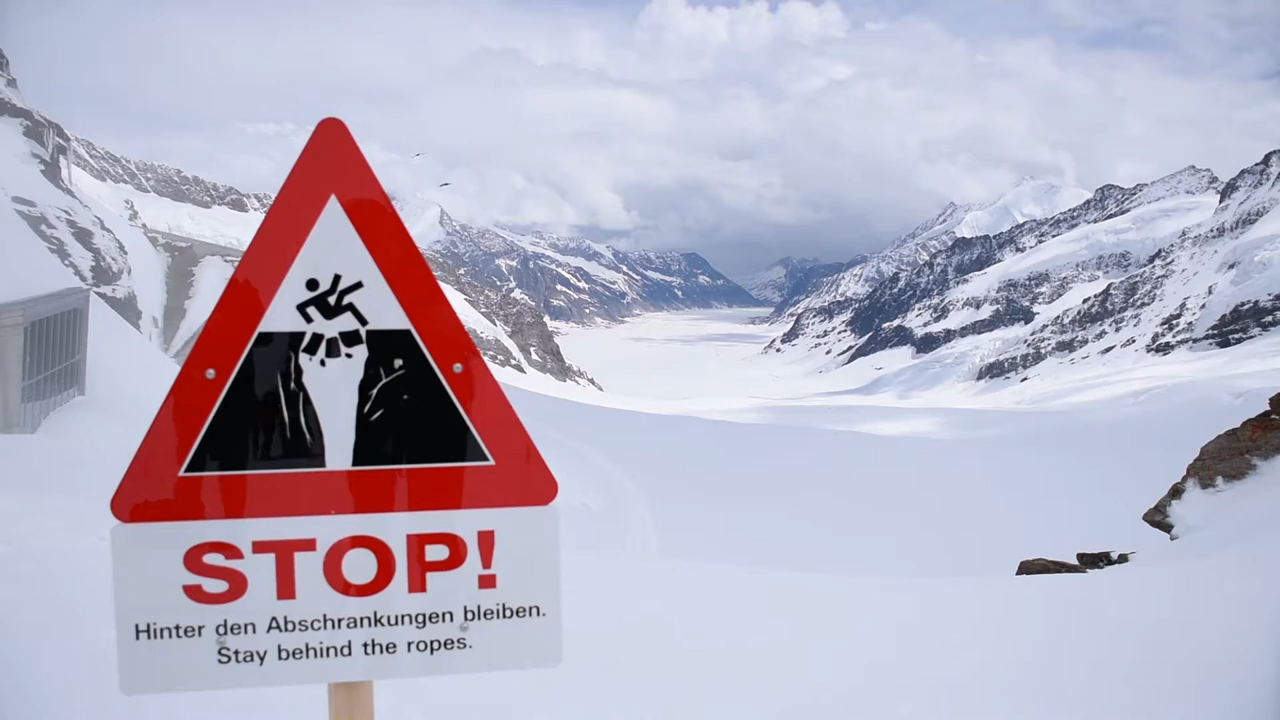 STOP!
Hinter den Abschrankungen bleiben.
Stay behind the ropes.